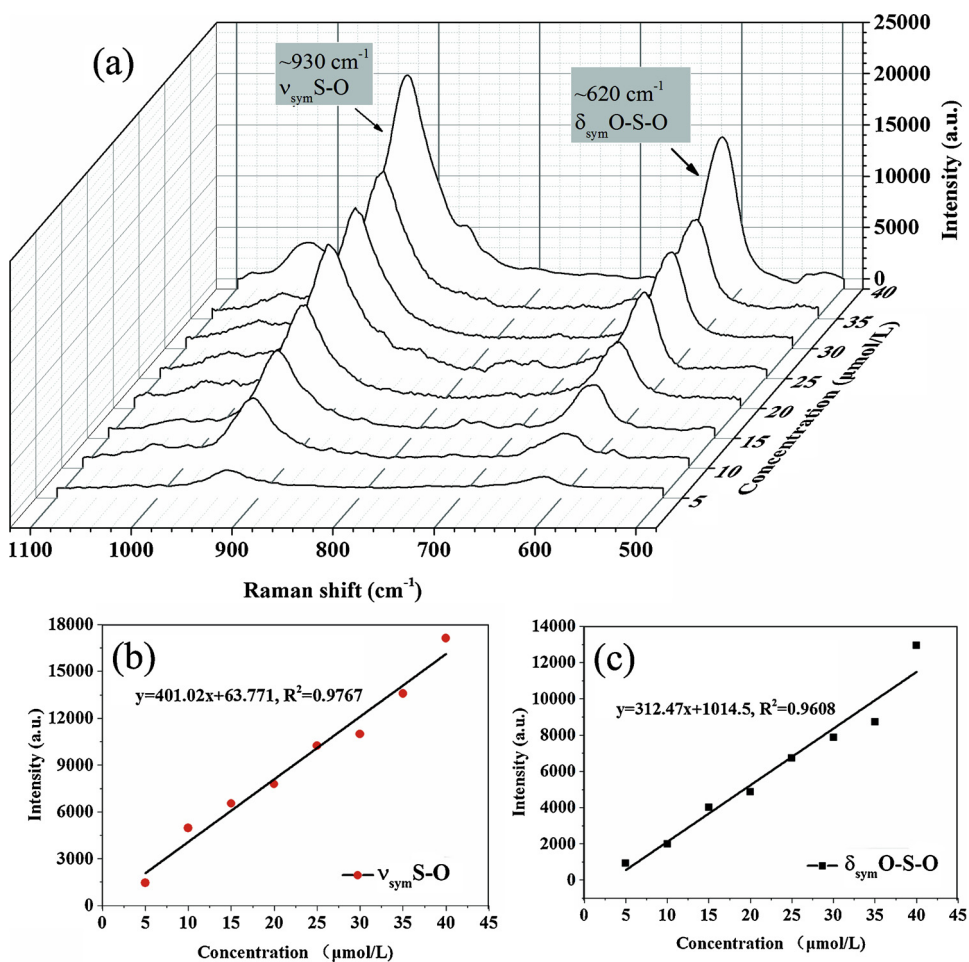 (a)
~930 cm⁻¹
νsymS-O
~620 cm⁻¹
δsymO-S-O
25000
20000
15000
10000
5000
0
Intensity (a.u.)
40
35
30
25
20
15
10
5
Concentration (μmol/L)
1100 1000 900 800 700 600 500
Raman shift (cm⁻¹)
(b)
18000
15000
12000
9000
6000
3000
0
Intensity (a.u.)
y=401.02x+63.771, R²=0.9767
νsymS-O
0 5 10 15 20 25 30 35 40 45
Concentration (μmol/L)
(c)
14000
12000
10000
8000
6000
4000
2000
0
Intensity (a.u.)
y=312.47x+1014.5, R²=0.9608
δsymO-S-O
0 5 10 15 20 25 30 35 40 45
Concentration (μmol/L)